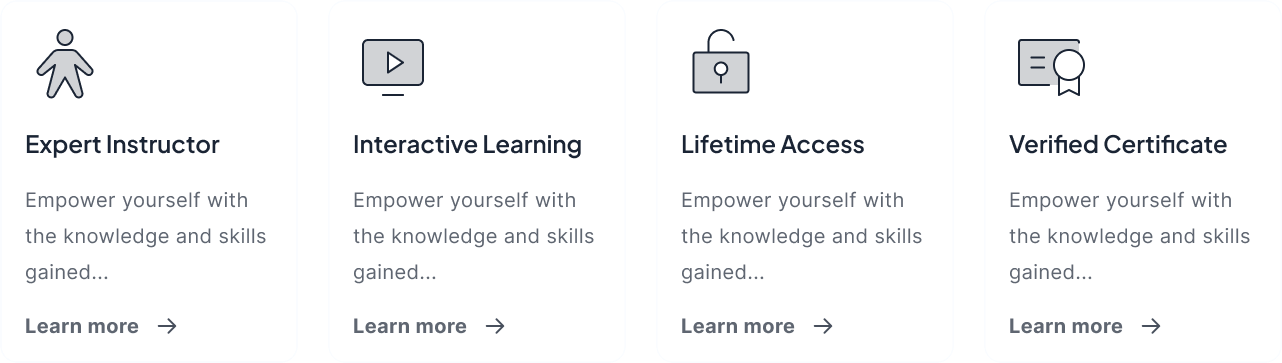 Expert Instructor
Empower yourself with
the knowledge and skills
gained...
Learn more →
Interactive Learning
Empower yourself with
the knowledge and skills
gained...
Learn more →
Lifetime Access
Empower yourself with
the knowledge and skills
gained...
Learn more →
Verified Certificate
Empower yourself with
the knowledge and skills
gained...
Learn more →